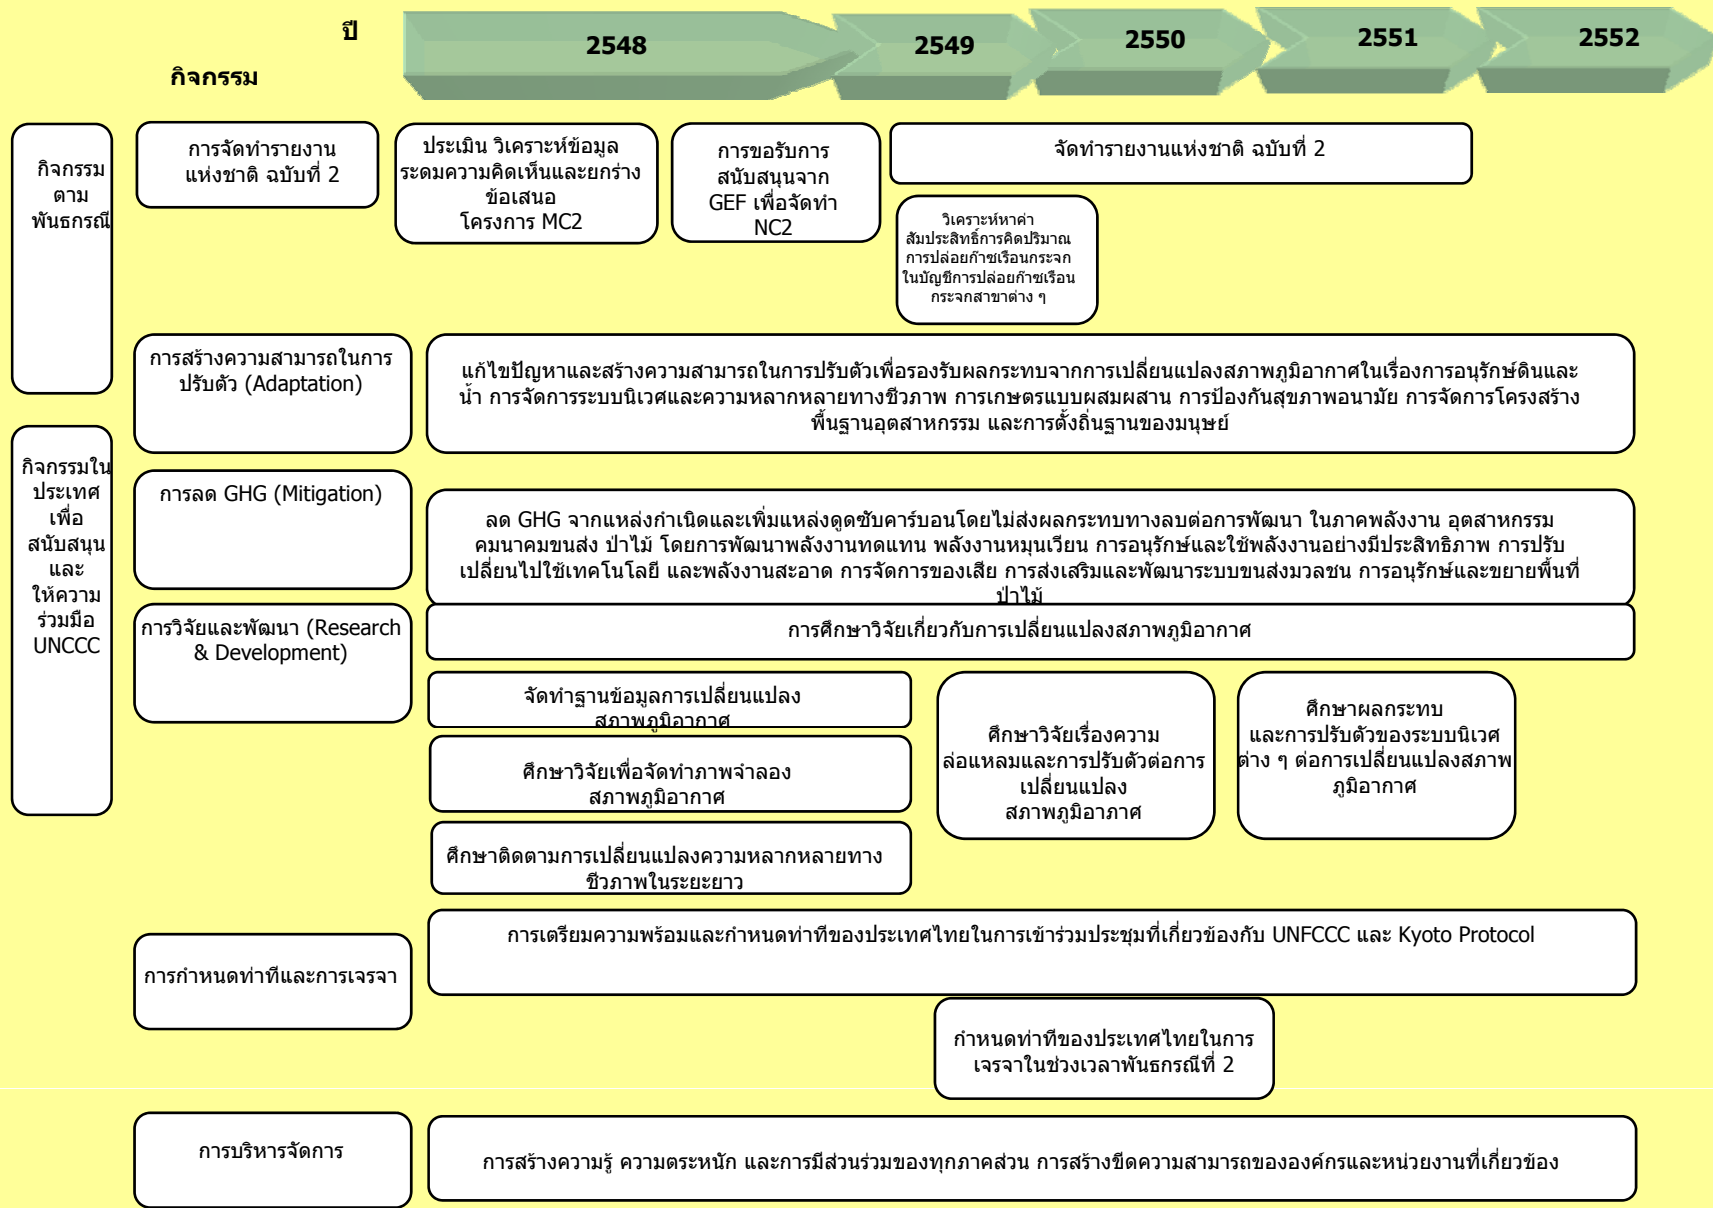 ปี
2548
2549
2550
2551
2552
กิจกรรม
กิจกรรม
ตาม
พันธกรณี
การจัดทำรายงาน
แห่งชาติ ฉบับที่ 2
ประเมิน วิเคราะห์ข้อมูล
ระดมความคิดเห็นและยกร่าง
ข้อเสนอ
โครงการ MC2
การขอรับการ
สนับสนุนจาก
GEF เพื่อจัดทำ
NC2
จัดทำรายงานแห่งชาติ ฉบับที่ 2
วิเคราะห์หาค่า
สัมประสิทธิ์การคิดปริมาณ
การปล่อยก๊าซเรือนกระจก
ในบัญชีการปล่อยก๊าซเรือน
กระจกสาขาต่าง ๆ
การสร้างความสามารถในการ
ปรับตัว (Adaptation)
แก้ไขปัญหาและสร้างความสามารถในการปรับตัวเพื่อรองรับผลกระทบจากการเปลี่ยนแปลงสภาพภูมิอากาศในเรื่องการอนุรักษ์ดินและ
น้ำ การจัดการระบบนิเวศและความหลากหลายทางชีวภาพ การเกษตรแบบผสมผสาน การป้องกันสุขภาพอนามัย การจัดการโครงสร้าง
พื้นฐานอุตสาหกรรม และการตั้งถิ่นฐานของมนุษย์
กิจกรรมใน
ประเทศ
เพื่อ
สนับสนุน
และ
ให้ความ
ร่วมมือ
UNCCC
การลด GHG (Mitigation)
ลด GHG จากแหล่งกำเนิดและเพิ่มแหล่งดูดซับคาร์บอนโดยไม่ส่งผลกระทบทางลบต่อการพัฒนา ในภาคพลังงาน อุตสาหกรรม
คมนาคมขนส่ง ป่าไม้ โดยการพัฒนาพลังงานทดแทน พลังงานหมุนเวียน การอนุรักษ์และใช้พลังงานอย่างมีประสิทธิภาพ การปรับ
เปลี่ยนไปใช้เทคโนโลยี และพลังงานสะอาด การจัดการของเสีย การส่งเสริมและพัฒนาระบบขนส่งมวลชน การอนุรักษ์และขยายพื้นที่
ป่าไม้
การวิจัยและพัฒนา (Research
& Development)
การศึกษาวิจัยเกี่ยวกับการเปลี่ยนแปลงสภาพภูมิอากาศ
จัดทำฐานข้อมูลการเปลี่ยนแปลง
สภาพภูมิอากาศ
ศึกษาวิจัยเพื่อจัดทำภาพจำลอง
สภาพภูมิอากาศ
ศึกษาติดตามการเปลี่ยนแปลงความหลากหลายทาง
ชีวภาพในระยะยาว
ศึกษาวิจัยเรื่องความ
ล่อแหลมและการปรับตัวต่อการ
เปลี่ยนแปลง
สภาพภูมิอาภาศ
ศึกษาผลกระทบ
และการปรับตัวของระบบนิเวศ
ต่าง ๆ ต่อการเปลี่ยนแปลงสภาพ
ภูมิอากาศ
การกำหนดท่าทีและการเจรจา
การเตรียมความพร้อมและกำหนดท่าทีของประเทศไทยในการเข้าร่วมประชุมที่เกี่ยวข้องกับ UNFCCC และ Kyoto Protocol
กำหนดท่าทีของประเทศไทยในการ
เจรจาในช่วงเวลาพันธกรณีที่ 2
การบริหารจัดการ
การสร้างความรู้ ความตระหนัก และการมีส่วนร่วมของทุกภาคส่วน การสร้างขีดความสามารถขององค์กรและหน่วยงานที่เกี่ยวข้อง